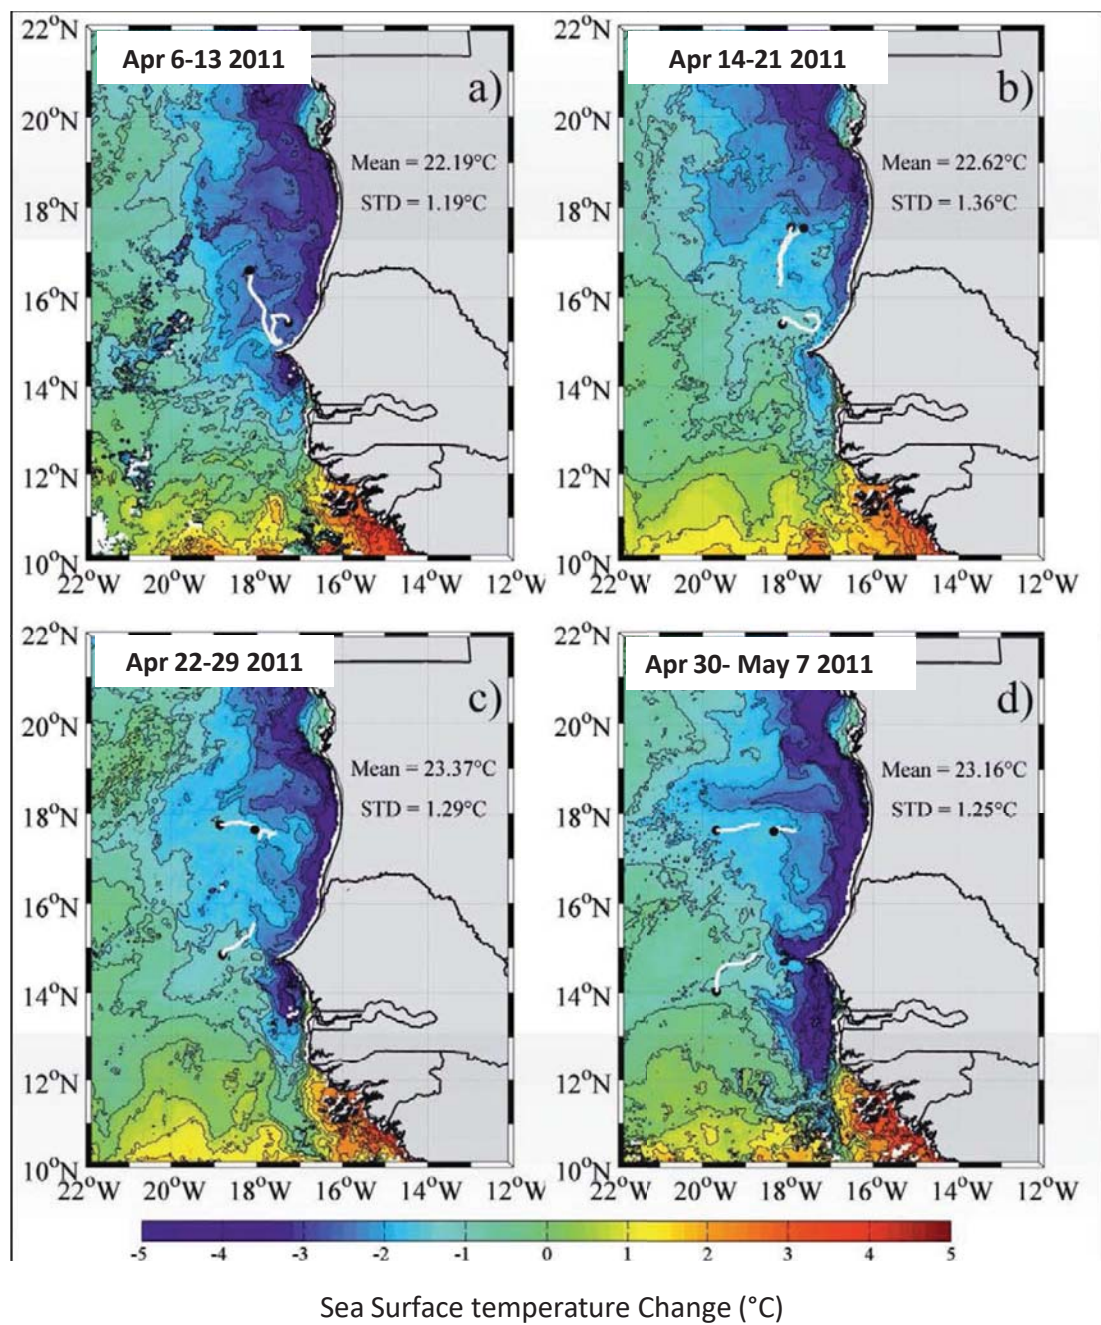 22°N
20°N
18°N
16°N
14°N
12°N
10°N
Apr 6-13 2011
a)
Mean = 22.19°C
STD = 1.19°C
22°W 20°W 18°W 16°W 14°W 12°W
22°N
20°N
18°N
16°N
14°N
12°N
10°N
Apr 14-21 2011
b)
Mean = 22.62°C
STD = 1.36°C
22°W 20°W 18°W 16°W 14°W 12°W
22°N
20°N
18°N
16°N
14°N
12°N
10°N
Apr 22-29 2011
c)
Mean = 23.37°C
STD = 1.29°C
22°W 20°W 18°W 16°W 14°W 12°W
22°N
20°N
18°N
16°N
14°N
12°N
10°N
Apr 30- May 7 2011
d)
Mean = 23.16°C
STD = 1.25°C
22°W 20°W 18°W 16°W 14°W 12°W
-5 -4 -3 -2 -1 0 1 2 3 4 5
Sea Surface temperature Change (°C)